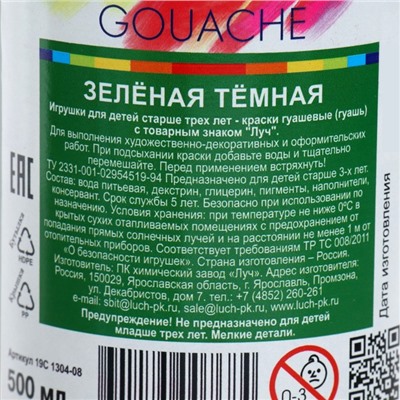 GOUACHE
ЗЕЛЁНАЯ ТЁМНАЯ
Игрушки для детей старше трех лет - краски гуашевые (гуашь)
с товарным знаком "Луч".
Для выполнения художественно-декоративных и оформительских
работ. При подсыхании краски добавьте воды и тщательно
перемешайте. Перед применением встряхнуть!
ТУ 2331-001-02954519-94 Предназначено для детей старше 3-х лет.
Состав: вода питьевая, декстрин, глицерин, пигменты, наполнители,
консервант. Срок службы 5 лет. Безопасно при использовании по
назначению. Условия хранения: при температуре не ниже 0°С в
крытых сухих отапливаемых помещениях с предохранением от
попадания прямых солнечных лучей и на расстоянии не менее 1 м от
отопительных приборов. Соответствует требованиям ТР ТС 008/2011
«О безопасности игрушек». Страна изготовителя – Россия.
Изготовитель: ПК химический завод «Луч». Адрес изготовителя:
Россия, 150029, Ярославская область, г. Ярославль, Промзона,
ул. Декабристов, дом 7. тел.: +7 (4852) 260-261
e-mail: sbit@luch-pk.ru, sale@luch-pk.ru, www.luch-pk.ru
Внимание! Не предназначено для детей
младше трех лет. Мелкие детали.
EAC
Крышка
HDPE
Крышка
PP
Артикул 19С 1304-08
500 мл
0-3
Дата изготовления